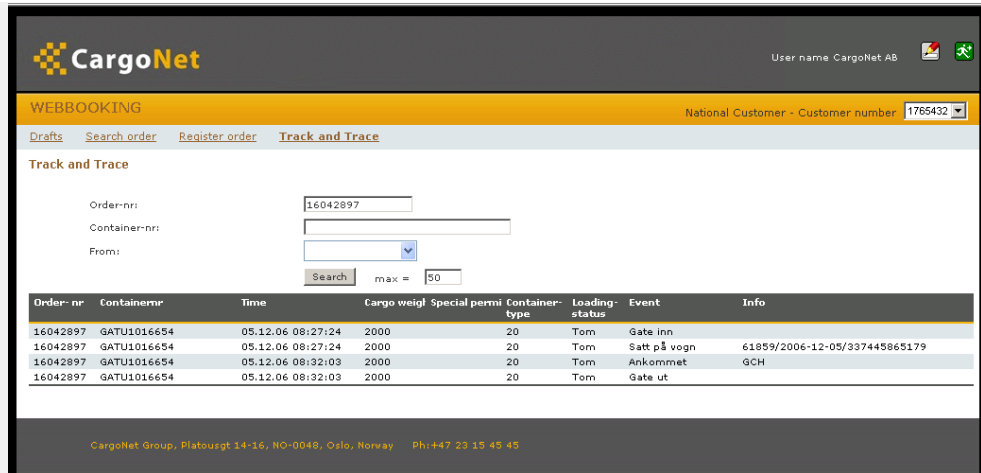 CargoNet
User name CargoNet AB
WEBBOOKING
National Customer - Customer number 1765432
Drafts Search order Register order Track and Trace
Track and Trace
Order-nr: 16042897
Container-nr:
From:
Search max = 50
Order- nr Containernr Time Cargo weigh Special permi Container-type Loading-status Event Info
16042897 GATU1016654 05.12.06 08:27:24 2000 20 Tom Gate inn
16042897 GATU1016654 05.12.06 08:27:24 2000 20 Tom Satt på vogn 61859/2006-12-05/337445865179
16042897 GATU1016654 05.12.06 08:32:03 2000 20 Tom Ankommet GCH
16042897 GATU1016654 05.12.06 08:32:03 2000 20 Tom Gate ut
CargoNet Group, Platousgt 14-16, NO-0048, Oslo, Norway Ph:+47 23 15 45 45